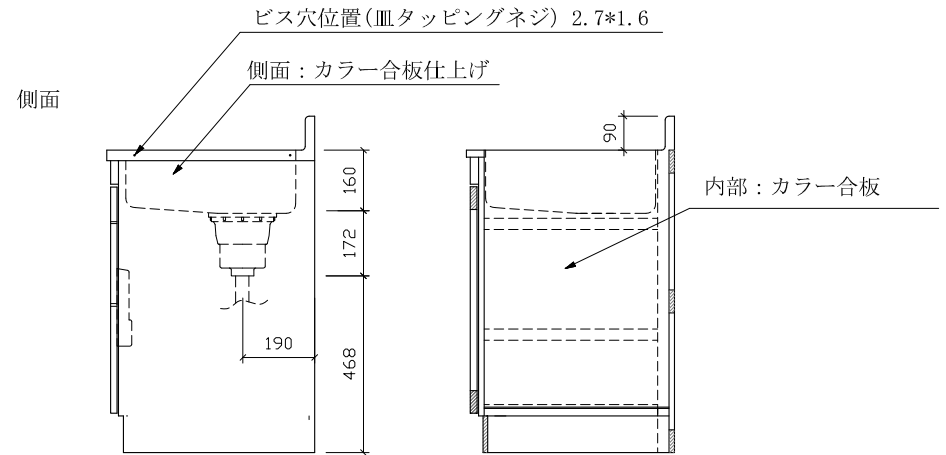 ビス穴位置(皿タッピングネジ) 2.7*1.6
側面：カラー合板仕上げ
側面
90
160
内部：カラー合板
172
190
468